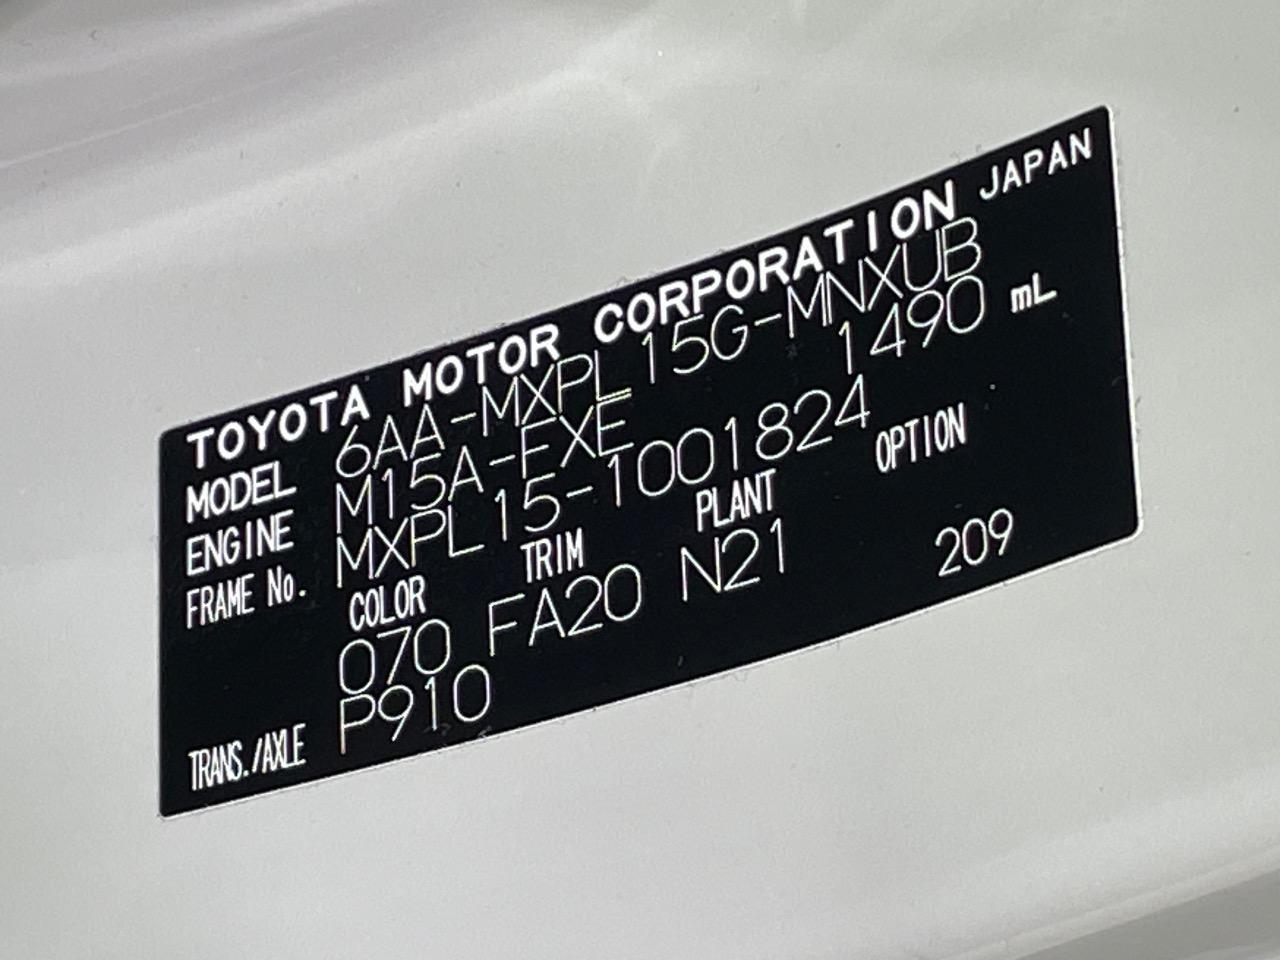 TOYOTA MOTOR CORPORATION JAPAN
MODEL 6AA-MXPL15G-MNXUB
ENGINE M15A-FXE 1490 mL
FRAME No. MXPL15-1001824
COLOR TRIM PLANT OPTION
070 FA20 N21 209
TRANS./AXLE P910